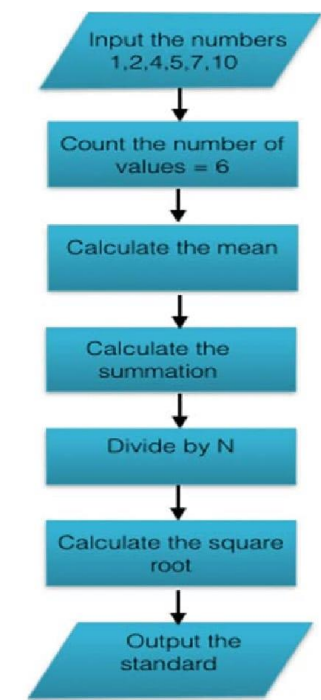 Input the numbers
1,2,4,5,7,10
Count the number of
values = 6
Calculate the mean
Calculate the
summation
Divide by N
Calculate the square
root
Output the
standard